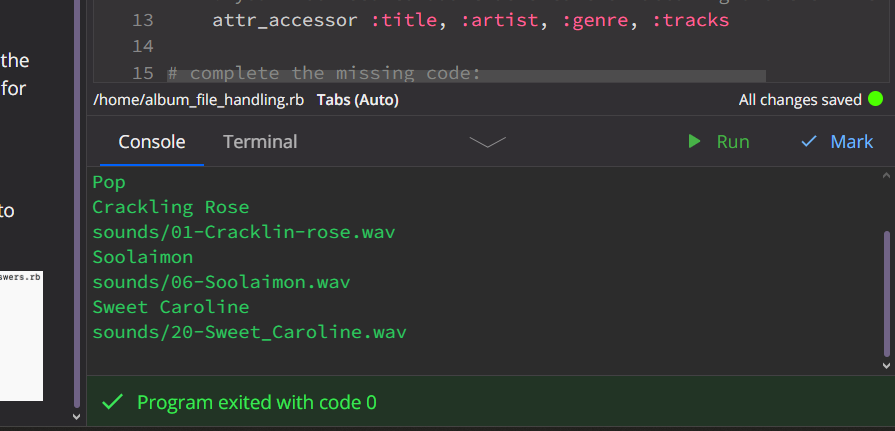 the
for
to
swers.rb
13 attr_accessor :title, :artist, :genre, :tracks
14
15 # complete the missing code:
/home/album_file_handling.rb Tabs (Auto) All changes saved
Console Terminal Run Mark
Pop
Crackling Rose
sounds/01-Cracklin-rose.wav
Soolaimon
sounds/06-Soolaimon.wav
Sweet Caroline
sounds/20-Sweet_Caroline.wav
Program exited with code 0